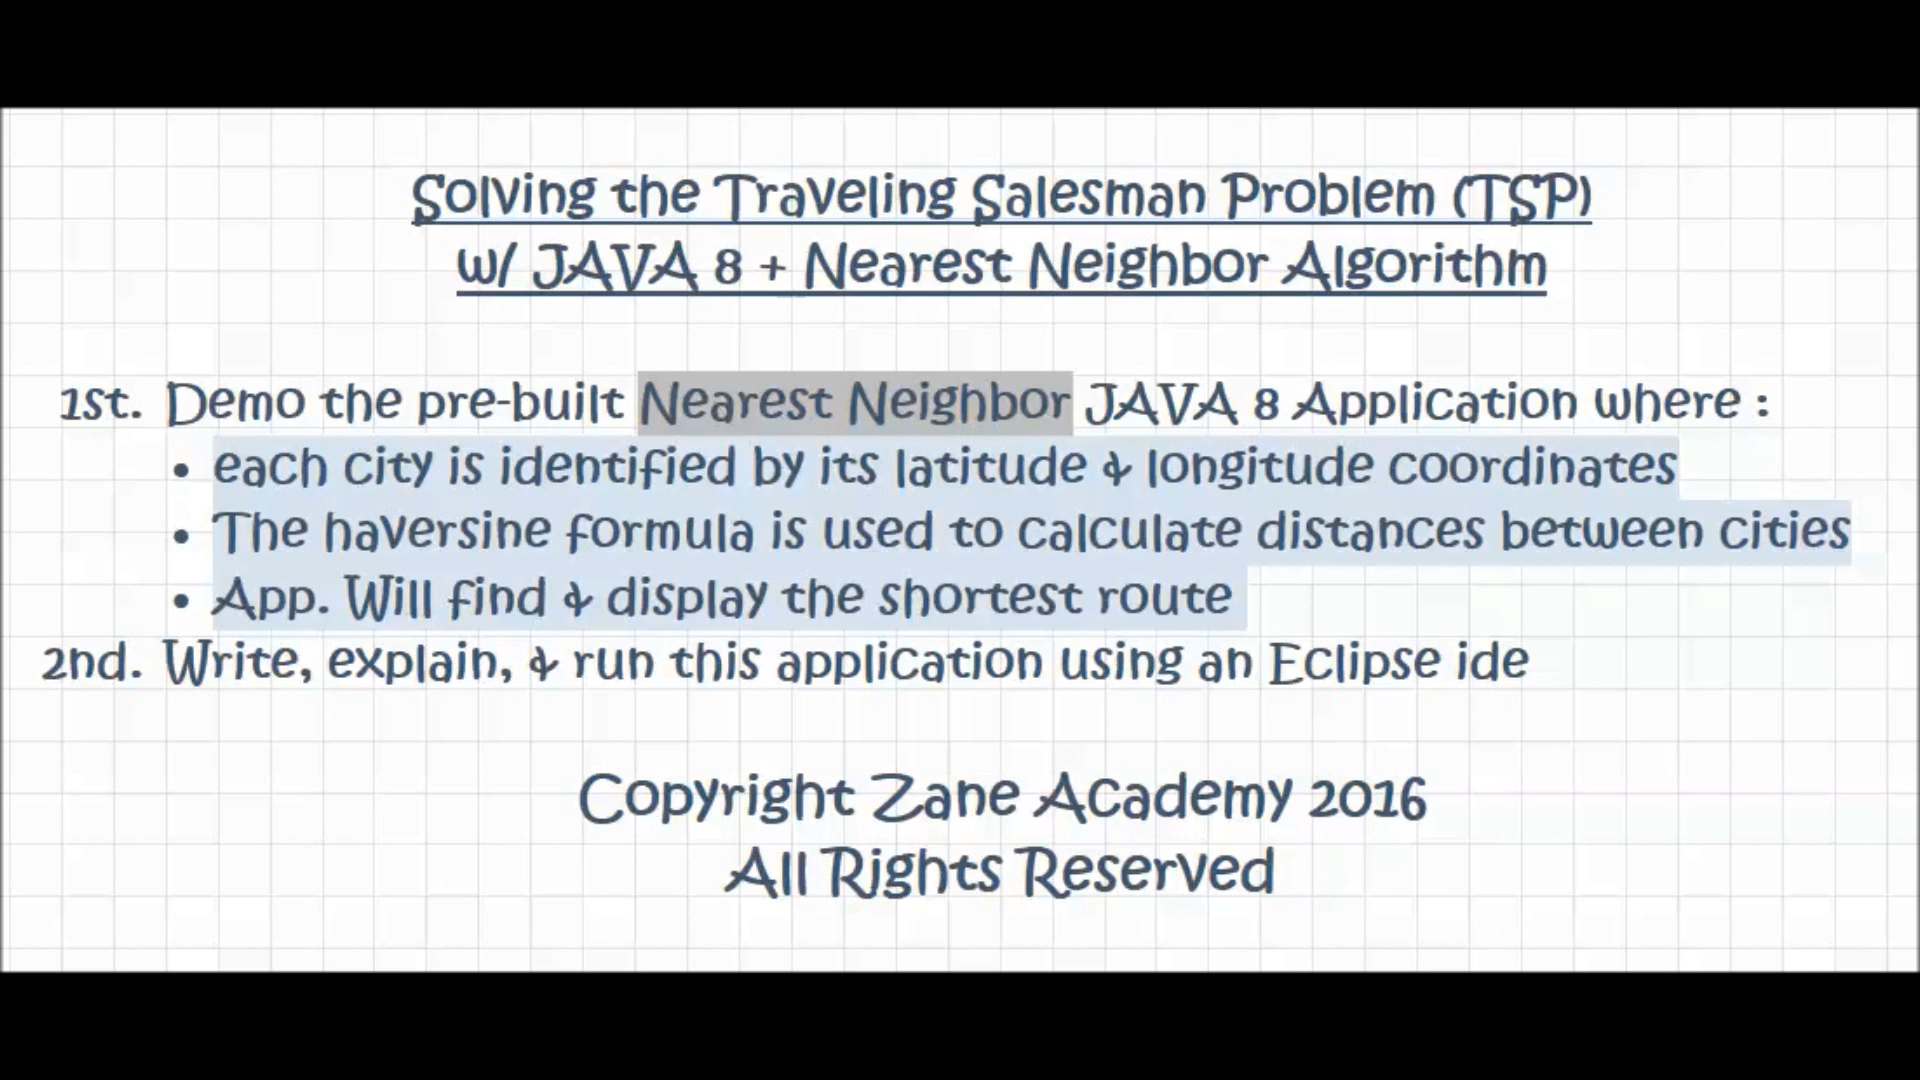 Solving the Traveling Salesman Problem (TSP)
w/ JAVA 8 + Nearest Neighbor Algorithm
1st. Demo the pre-built Nearest Neighbor JAVA 8 Application where :
• each city is identified by its latitude & longitude coordinates
• The haversine formula is used to calculate distances between cities
• App. Will find & display the shortest route
2nd. Write, explain, & run this application using an Eclipse ide
Copyright Zane Academy 2016
All Rights Reserved